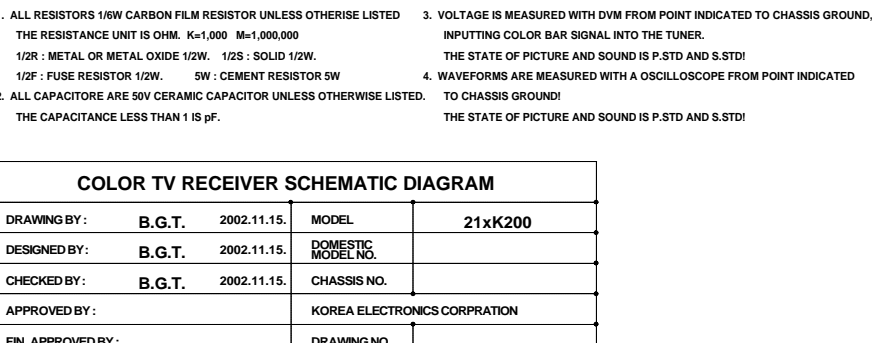 . ALL RESISTORS 1/6W CARBON FILM RESISTOR UNLESS OTHERISE LISTED
THE RESISTANCE UNIT IS OHM. K=1,000 M=1,000,000
1/2R : METAL OR METAL OXIDE 1/2W. 1/2S : SOLID 1/2W.
1/2F : FUSE RESISTOR 1/2W. 5W : CEMENT RESISTOR 5W
2. ALL CAPACITORE ARE 50V CERAMIC CAPACITOR UNLESS OTHERWISE LISTED.
THE CAPACITANCE LESS THAN 1 IS pF.
3. VOLTAGE IS MEASURED WITH DVM FROM POINT INDICATED TO CHASSIS GROUND,
INPUTTING COLOR BAR SIGNAL INTO THE TUNER.
THE STATE OF PICTURE AND SOUND IS P.STD AND S.STD!
4. WAVEFORMS ARE MEASURED WITH A OSCILLOSCOPE FROM POINT INDICATED
TO CHASSIS GROUND!
THE STATE OF PICTURE AND SOUND IS P.STD AND S.STD!
COLOR TV RECEIVER SCHEMATIC DIAGRAM
DRAWING BY : B.G.T. 2002.11.15. MODEL 21xK200
DESIGNED BY : B.G.T. 2002.11.15. DOMESTIC
MODEL NO.
CHECKED BY : B.G.T. 2002.11.15. CHASSIS NO.
APPROVED BY : KOREA ELECTRONICS CORPRATION
FIN. APPROVED BY : DRAWING NO.